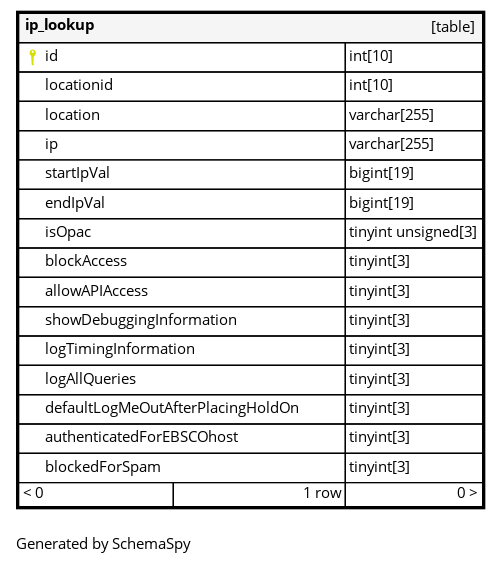 ip_lookup [table]
id int[10]
locationid int[10]
location varchar[255]
ip varchar[255]
startIpVal bigint[19]
endIpVal bigint[19]
isOpac tinyint unsigned[3]
blockAccess tinyint[3]
allowAPIAccess tinyint[3]
showDebuggingInformation tinyint[3]
logTimingInformation tinyint[3]
logAllQueries tinyint[3]
defaultLogMeOutAfterPlacingHoldOn tinyint[3]
authenticatedForEBSCOhost tinyint[3]
blockedForSpam tinyint[3]
< 0 1 row 0 >
Generated by SchemaSpy